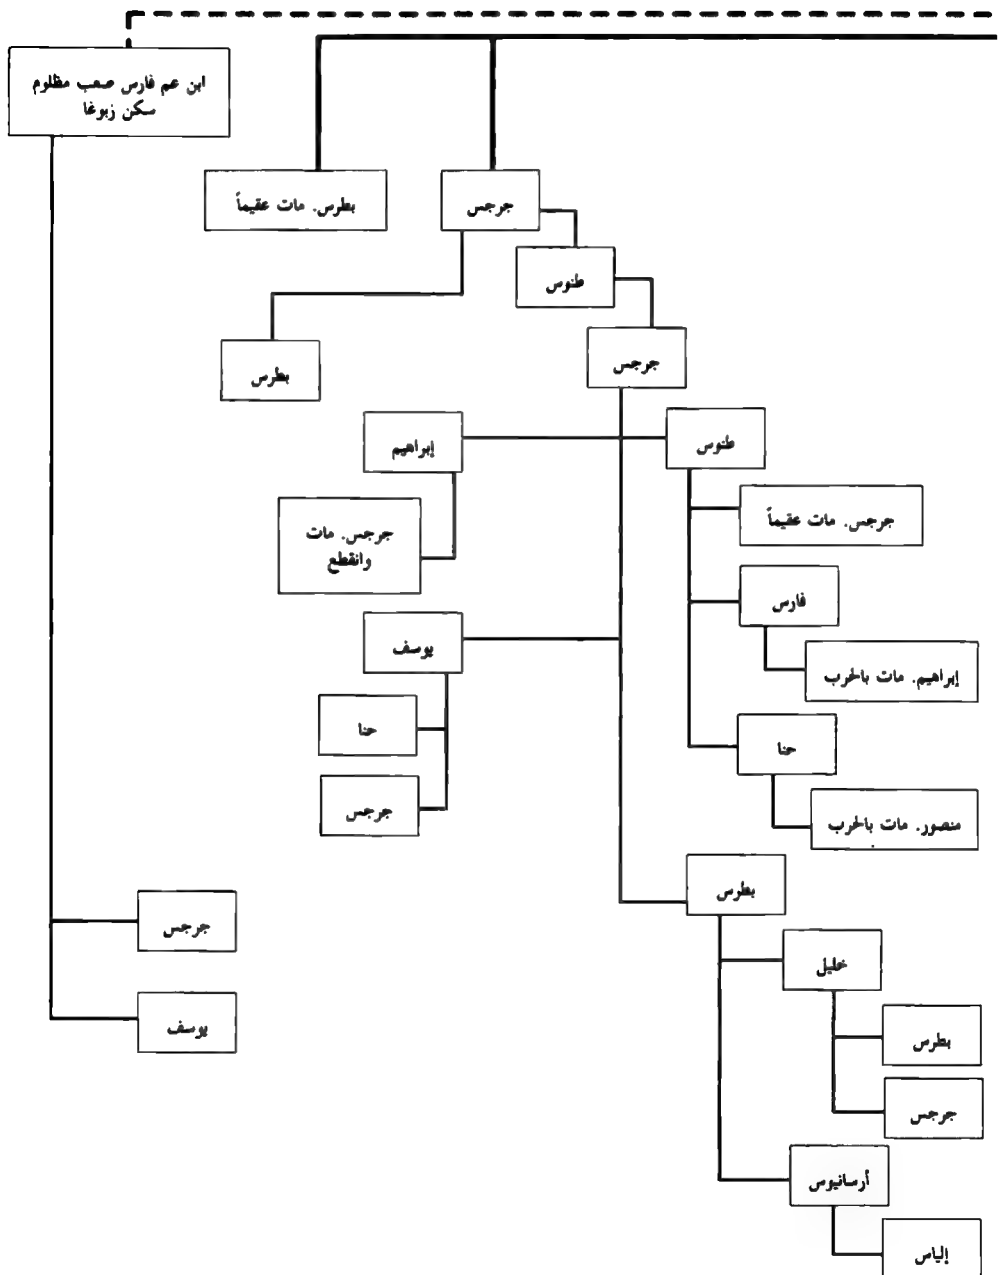 ابن عم فارس صعب مظلوم
سكن زبوغا
بطرس. مات عقيماً
جرجس
طنوس
جرجس
بطرس
طنوس
إبراهيم
جرجس. مات عقيماً
جرجس. مات
وانقطع
فارس
يوسف
إبراهيم. مات بالحرب
حنا
حنا
جرجس
منصور. مات بالحرب
بطرس
جرجس
خليل
يوسف
بطرس
جرجس
أرسانيوس
إلياس